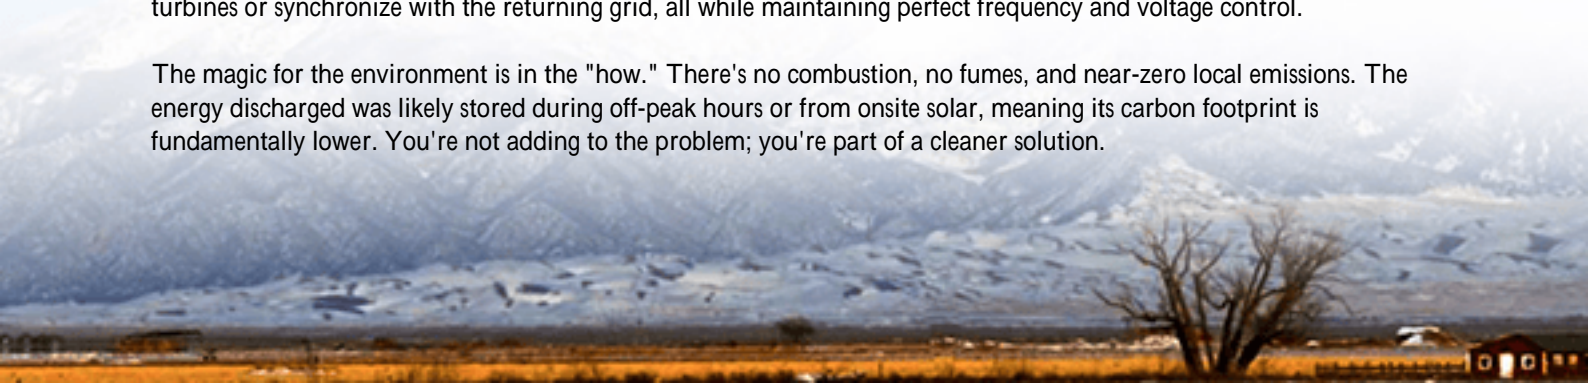 turbines or synchronize with the returning grid, all while maintaining perfect frequency and voltage control.
The magic for the environment is in the "how." There's no combustion, no fumes, and near-zero local emissions. The
energy discharged was likely stored during off-peak hours or from onsite solar, meaning its carbon footprint is
fundamentally lower. You're not adding to the problem; you're part of a cleaner solution.